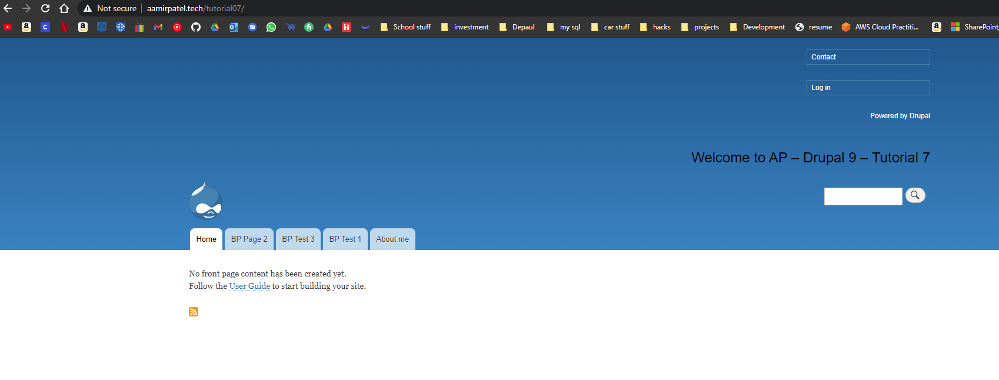 Not secure | aamirpatel.tech/tutorial07/
School stuff investment Depaul my sql car stuff hacks projects Development resume AWS Cloud Practiti... SharePoint
Contact
Log in
Powered by Drupal
Welcome to AP – Drupal 9 – Tutorial 7
Home BP Page 2 BP Test 3 BP Test 1 About me
No front page content has been created yet.
Follow the User Guide to start building your site.